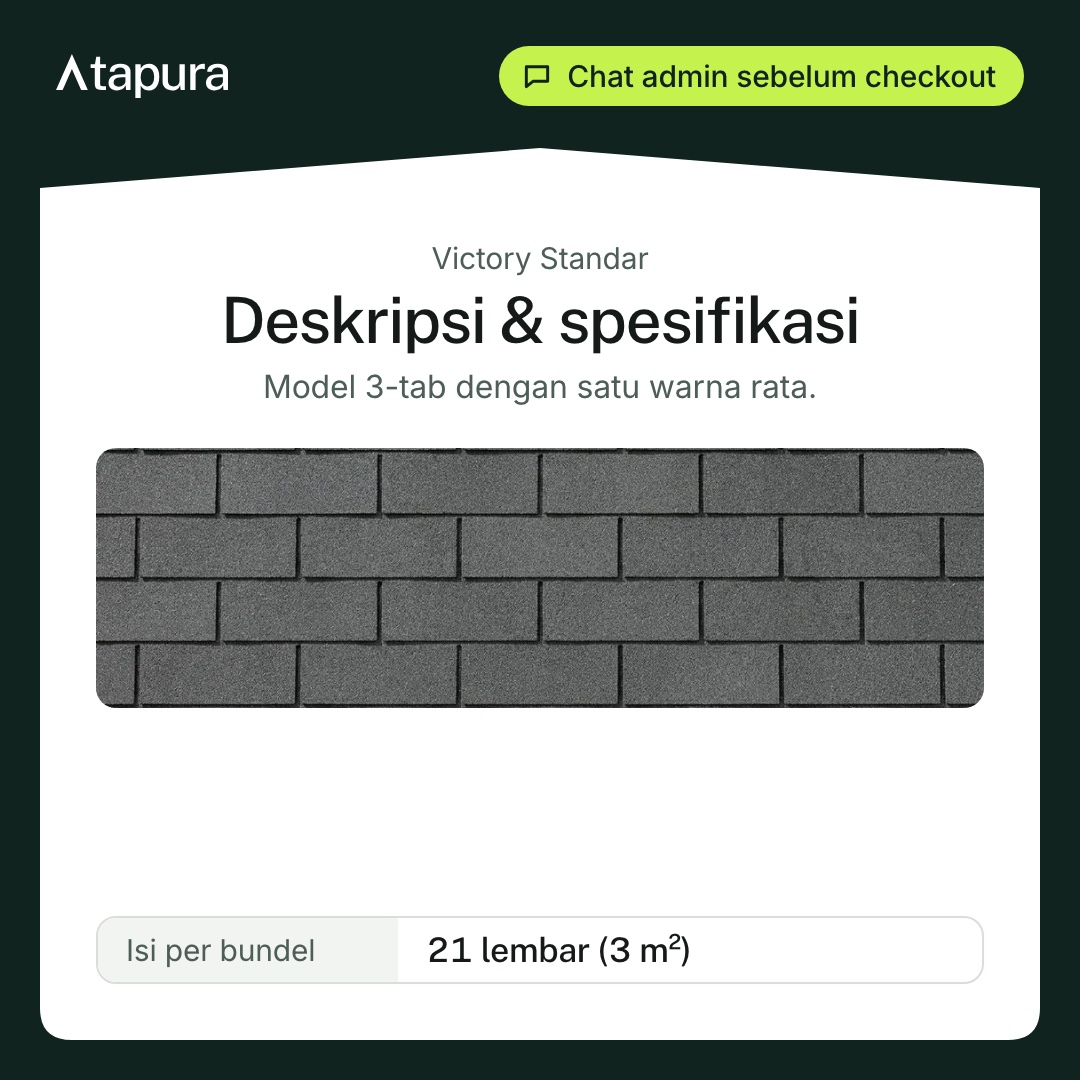 Atapura
Chat admin sebelum checkout
Victory Standar
Deskripsi & spesifikasi
Model 3-tab dengan satu warna rata.
Isi per bundel
21 lembar (3 m²)